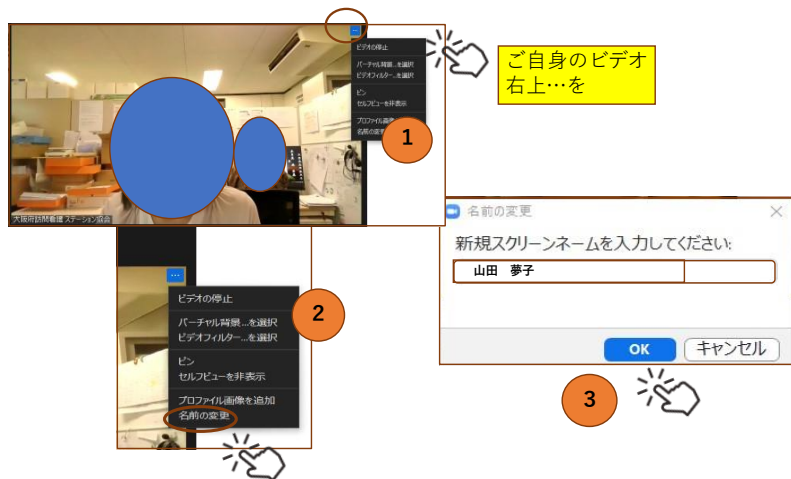 …
ビデオの停止
バーチャル背景...を選択
ビデオフィルター...を選択
ピン
セルフビューを非表示
プロファイル画像
名前の変
1
ご自身のビデオ
右上…を
大阪府訪問看護ステーション協会
…
ビデオの停止
バーチャル背景...を選択
ビデオフィルター...を選択
ピン
セルフビューを非表示
プロファイル画像を追加
名前の変更
2
名前の変更
新規スクリーンネームを入力してください:
山田 夢子
OK キャンセル
3